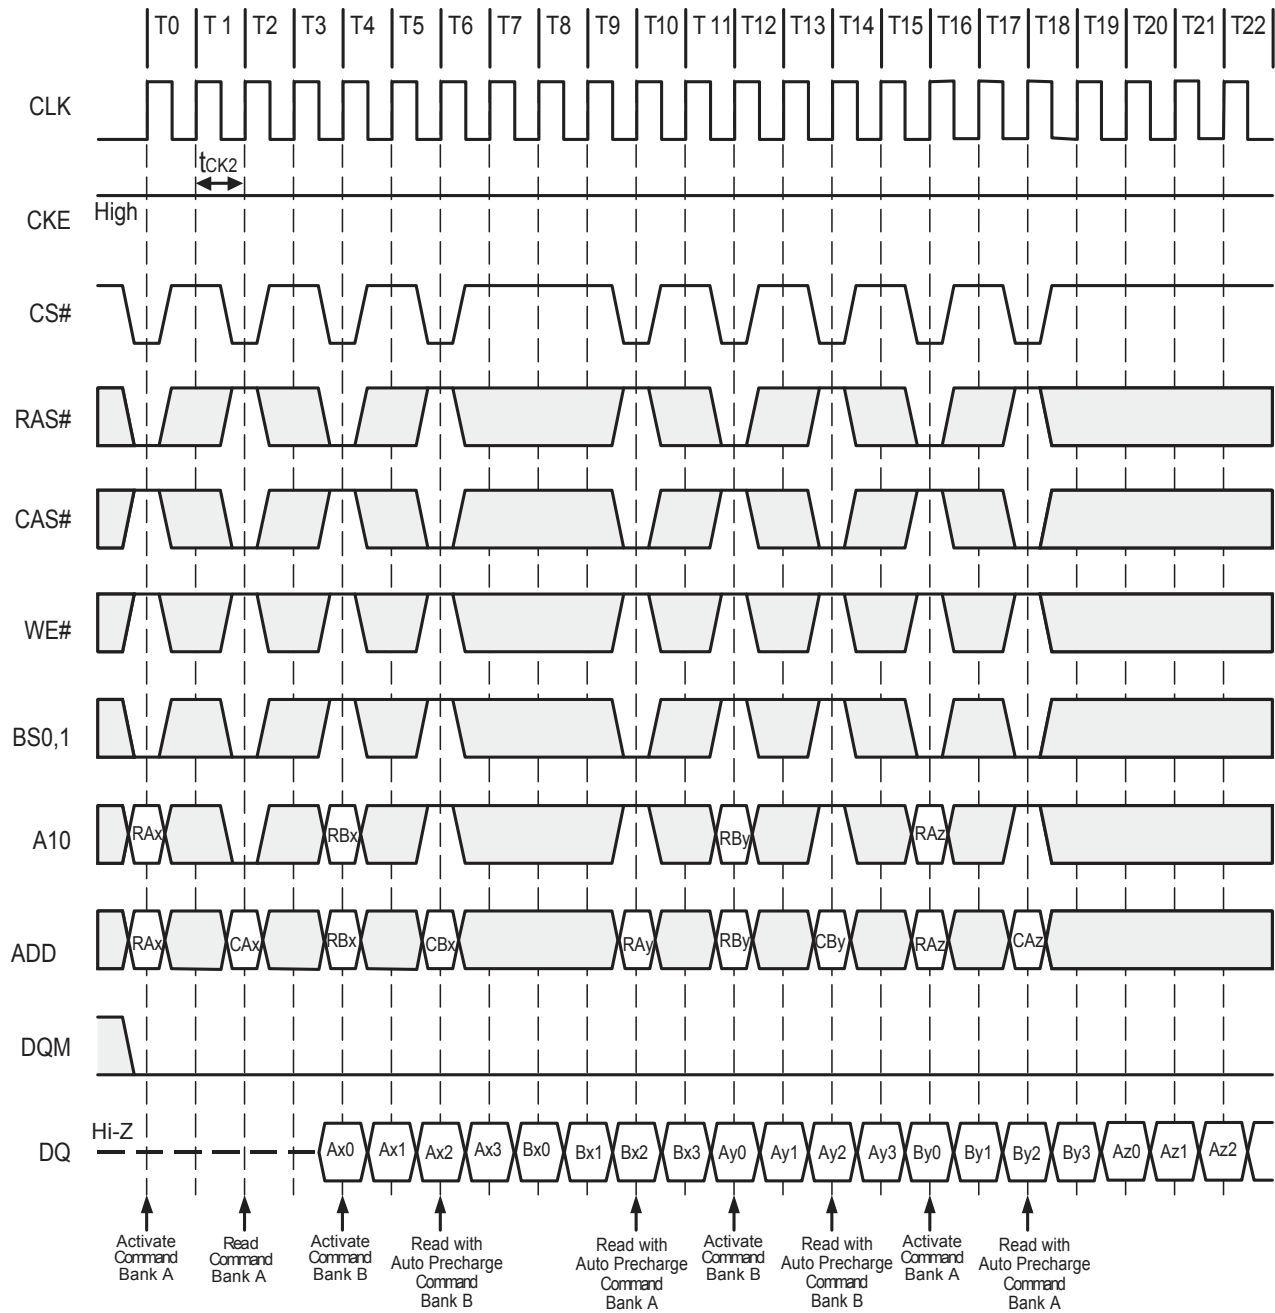 T0 T 1 T2 T3 T4 T5 T6 T7 T8 T9 T10 T 11 T12 T13 T14 T15 T16 T17 T18 T19 T20 T21 T22
CLK
tCK2
CKE High
CS#
RAS#
CAS#
WE#
BS0,1
A10 RAx RBx RBy RAz
ADD RAx CAx RBx CBx RAy RBy CBy RAz CAz
DQM
DQ Hi-Z Ax0 Ax1 Ax2 Ax3 Bx0 Bx1 Bx2 Bx3 Ay0 Ay1 Ay2 Ay3 By0 By1 By2 By3 Az0 Az1 Az2
Activate
Command
Bank A
Read
Command
Bank A
Activate
Command
Bank B
Read with
Auto Precharge
Command
Bank B
Read with
Auto Precharge
Command
Bank A
Activate
Command
Bank B
Read with
Auto Precharge
Command
Bank B
Activate
Command
Bank A
Read with
Auto Precharge
Command
Bank A